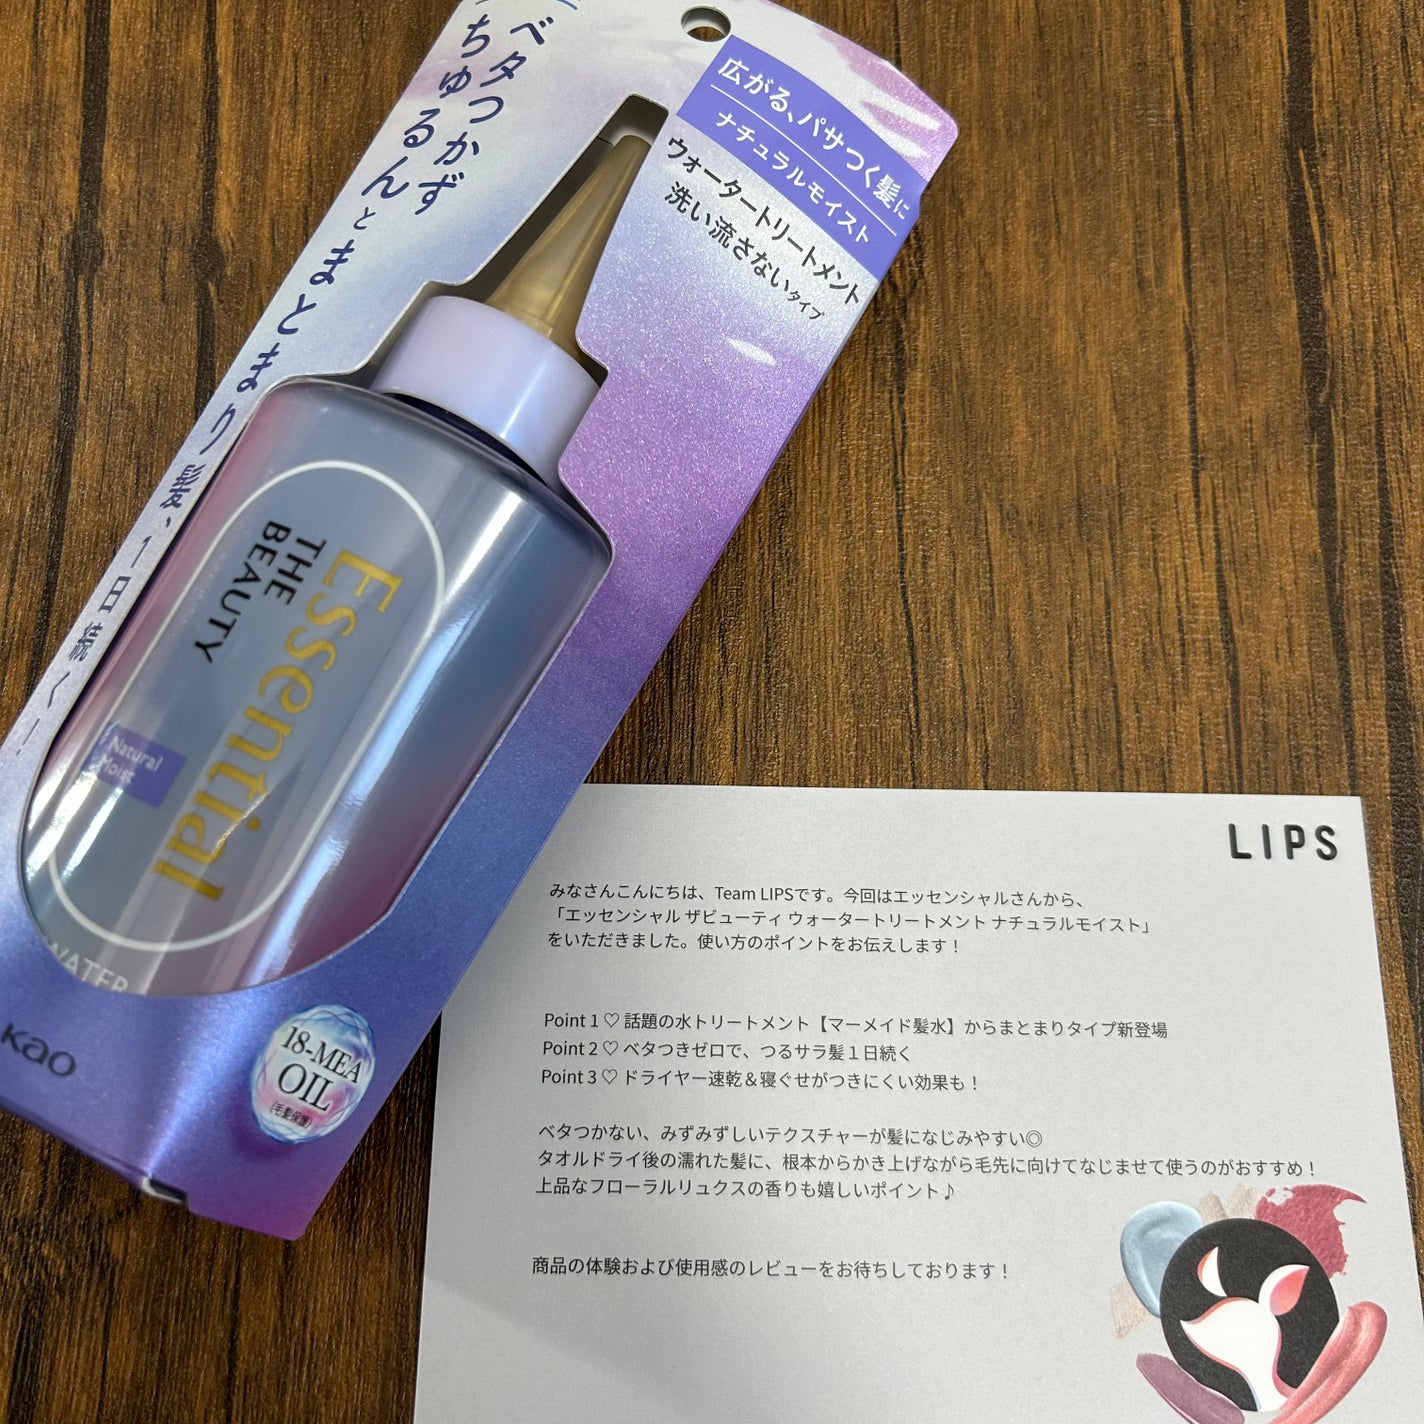 ベタつかず
ちゅるんとまとまり髪、1日続く!
広がる、パサつく髪に
ナチュラルモイスト
ウォータートリートメント
洗い流さないタイプ
Essential
THE
BEAUTY
Natural
Moist
WATER
Kao
18-MEA
OIL
(毛髪保護)
LIPS
みなさんこんにちは、Team LIPSです。今回はエッセンシャルさんから、
「エッセンシャル ザビューティ ウォータートリートメント ナチュラルモイスト」
をいただきました。使い方のポイントをお伝えします！
Point 1 ♡ 話題の水トリートメント【マーメイド髪水】からまとまりタイプ新登場
Point 2 ♡ ベタつきゼロで、つるサラ髪１日続く
Point 3 ♡ ドライヤー速乾＆寝ぐせがつきにくい効果も！
ベタつかない、みずみずしいテクスチャーが髪になじみやすい◎
タオルドライ後の濡れた髪に、根本からかき上げながら毛先に向けてなじませて使うのがおすすめ！
上品なフローラルリュクスの香りも嬉しいポイント♪
商品の体験および使用感のレビューをお待ちしております！